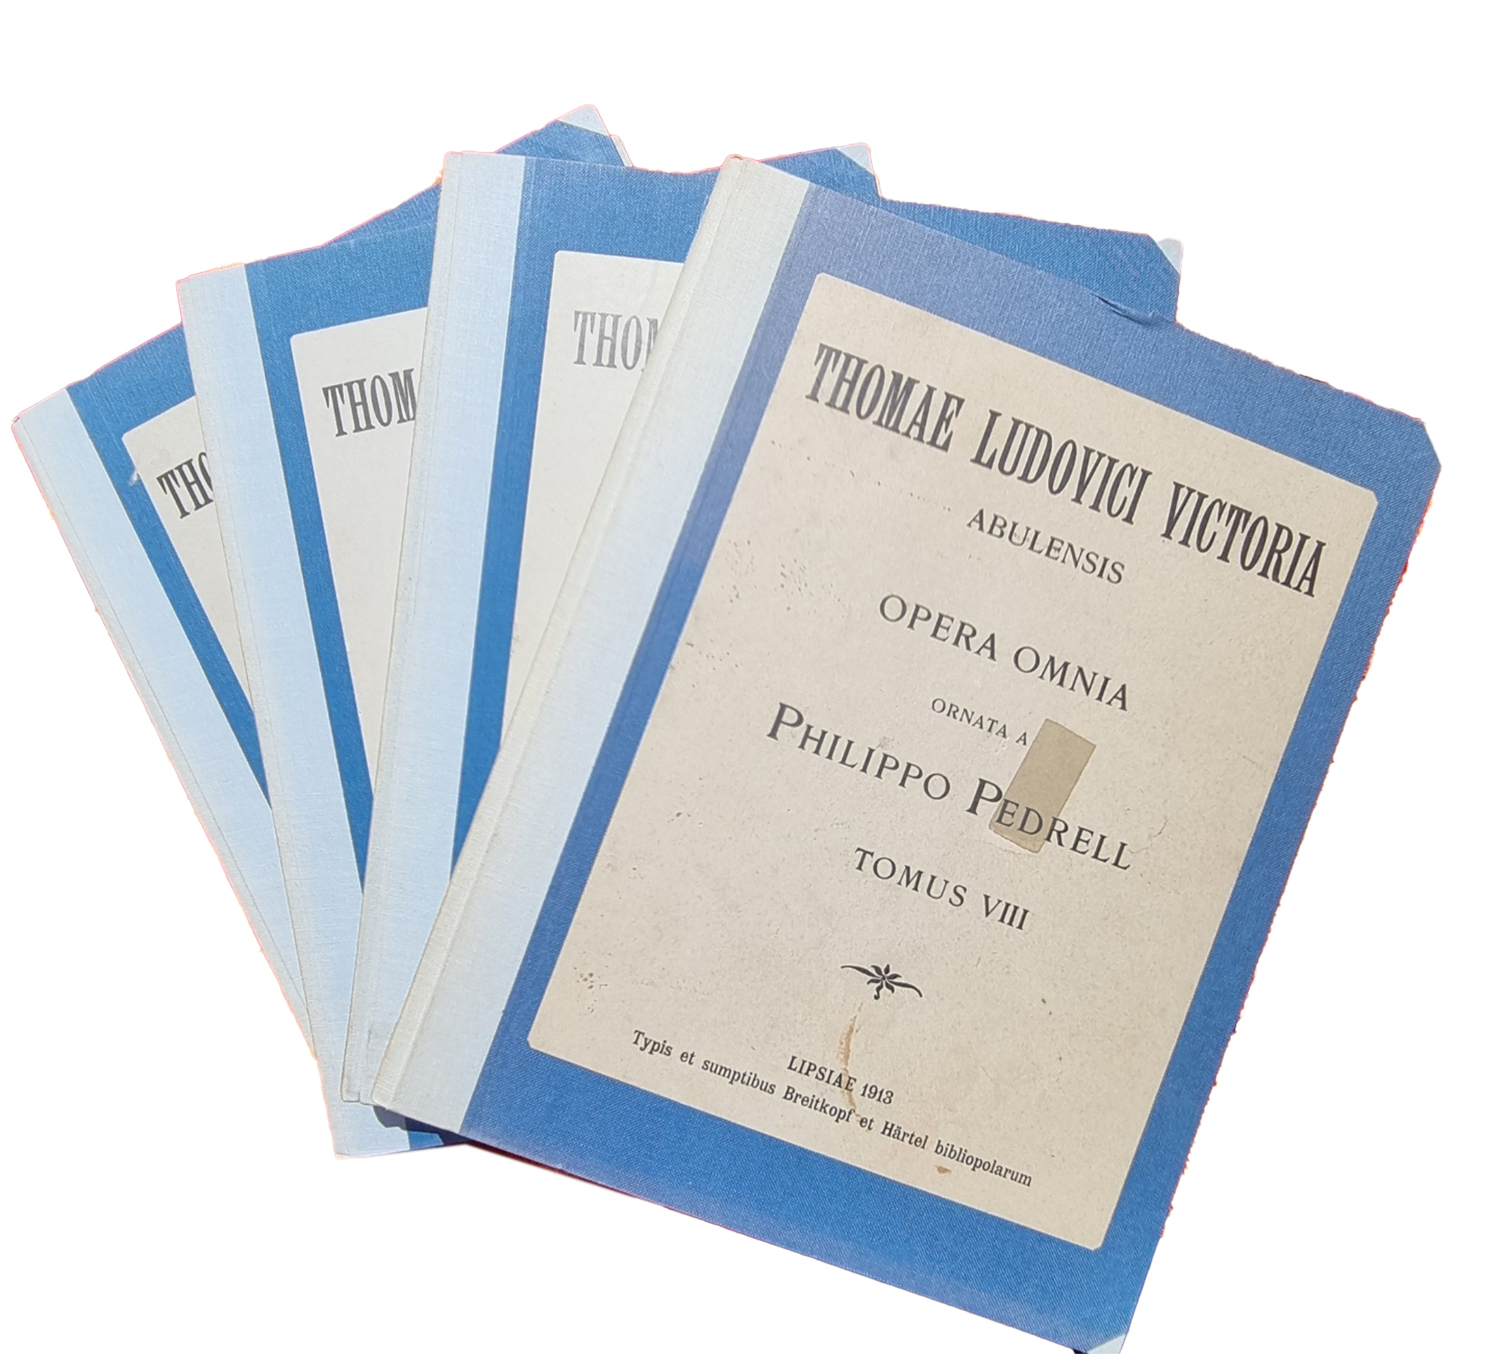 THO
THOM
THOM
THOMAE LUDOVICI VICTORIA
ABULENSIS
OPERA OMNIA
ORNATA A
PHILIPPO PEDRELL
TOMUS VIII
LIPSIAE 1913
Typis et sumptibus Breitkopf et Härtel bibliopolarum